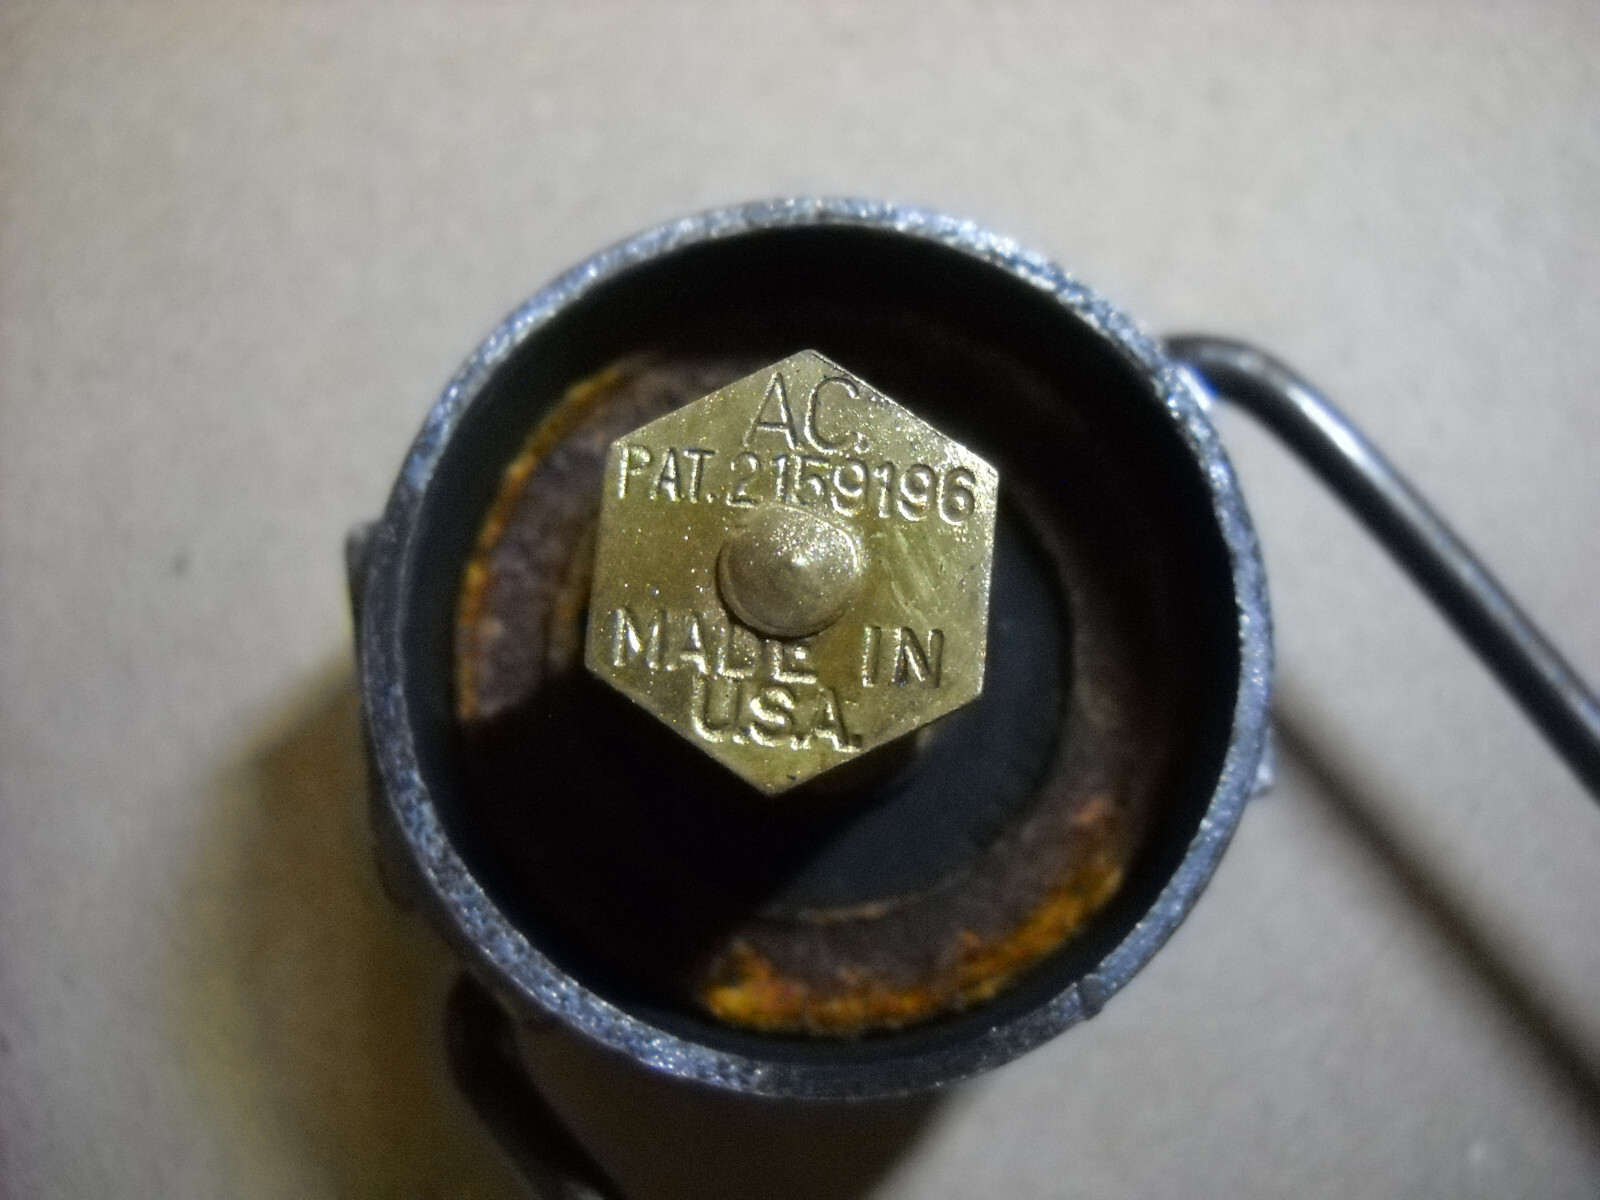 AC.
PAT. 2159196
MADE IN
U.S.A.